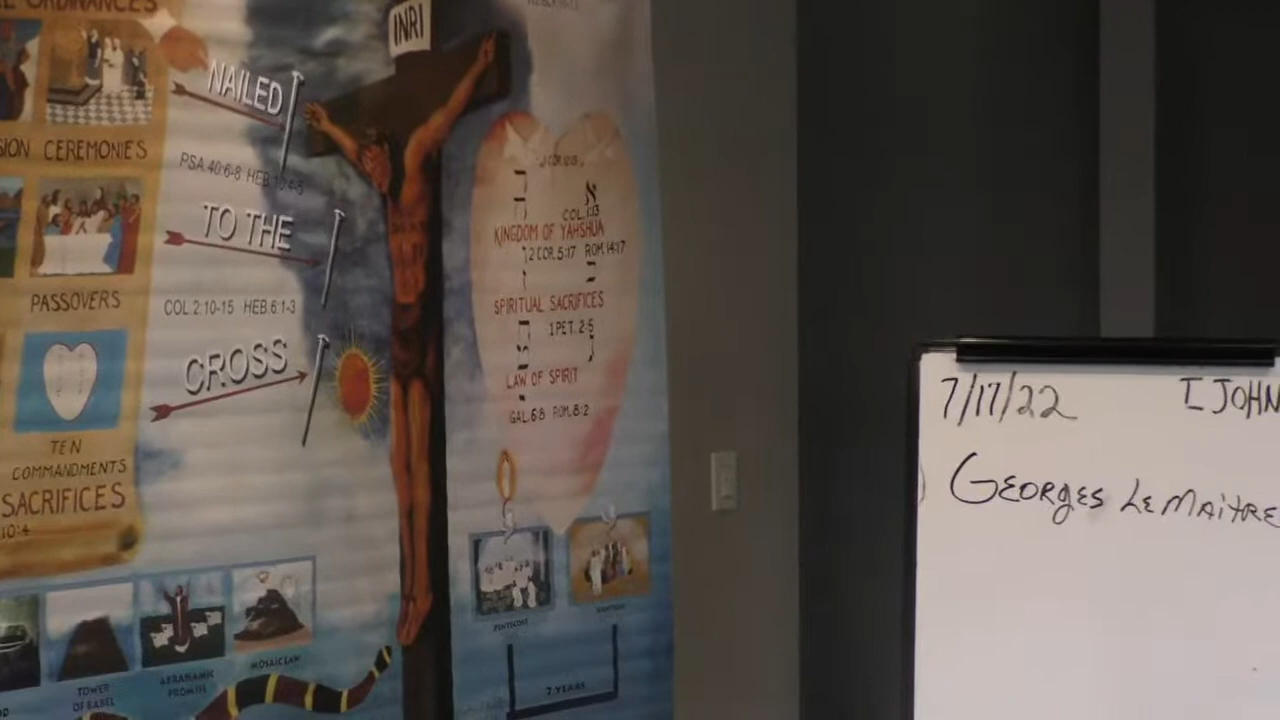 ORDINANCES
INRI
NAILED
CEREMONIES
PSA.40:6-8 HEB.10:4-5
TO THE
PASSOVERS
COL.2:10-15 HEB.6:1-3
CROSS
TEN
COMMANDMENTS
SACRIFICES
10:4
TOWER
OF BABEL
ABRAHAMIC
PROMISE
MOSAIC LAW
א
COL.1:13
KINGDOM OF YAHSHUA
2 COR.5:17 ROM.14:17
SPIRITUAL SACRIFICES
1 PET. 2:5
LAW OF SPIRIT
GAL.6:8 ROM.8:2
PENTECOST
7 YEARS
7/17/22 I JOHN
GEORGES LEMAITRE